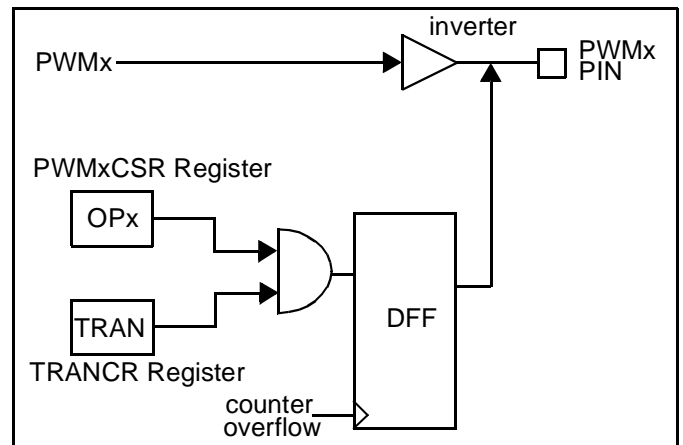 inverter
PWMx
PWMx
PIN
PWMxCSR Register
OPx
TRAN
DFF
TRANCR Register
counter
overflow